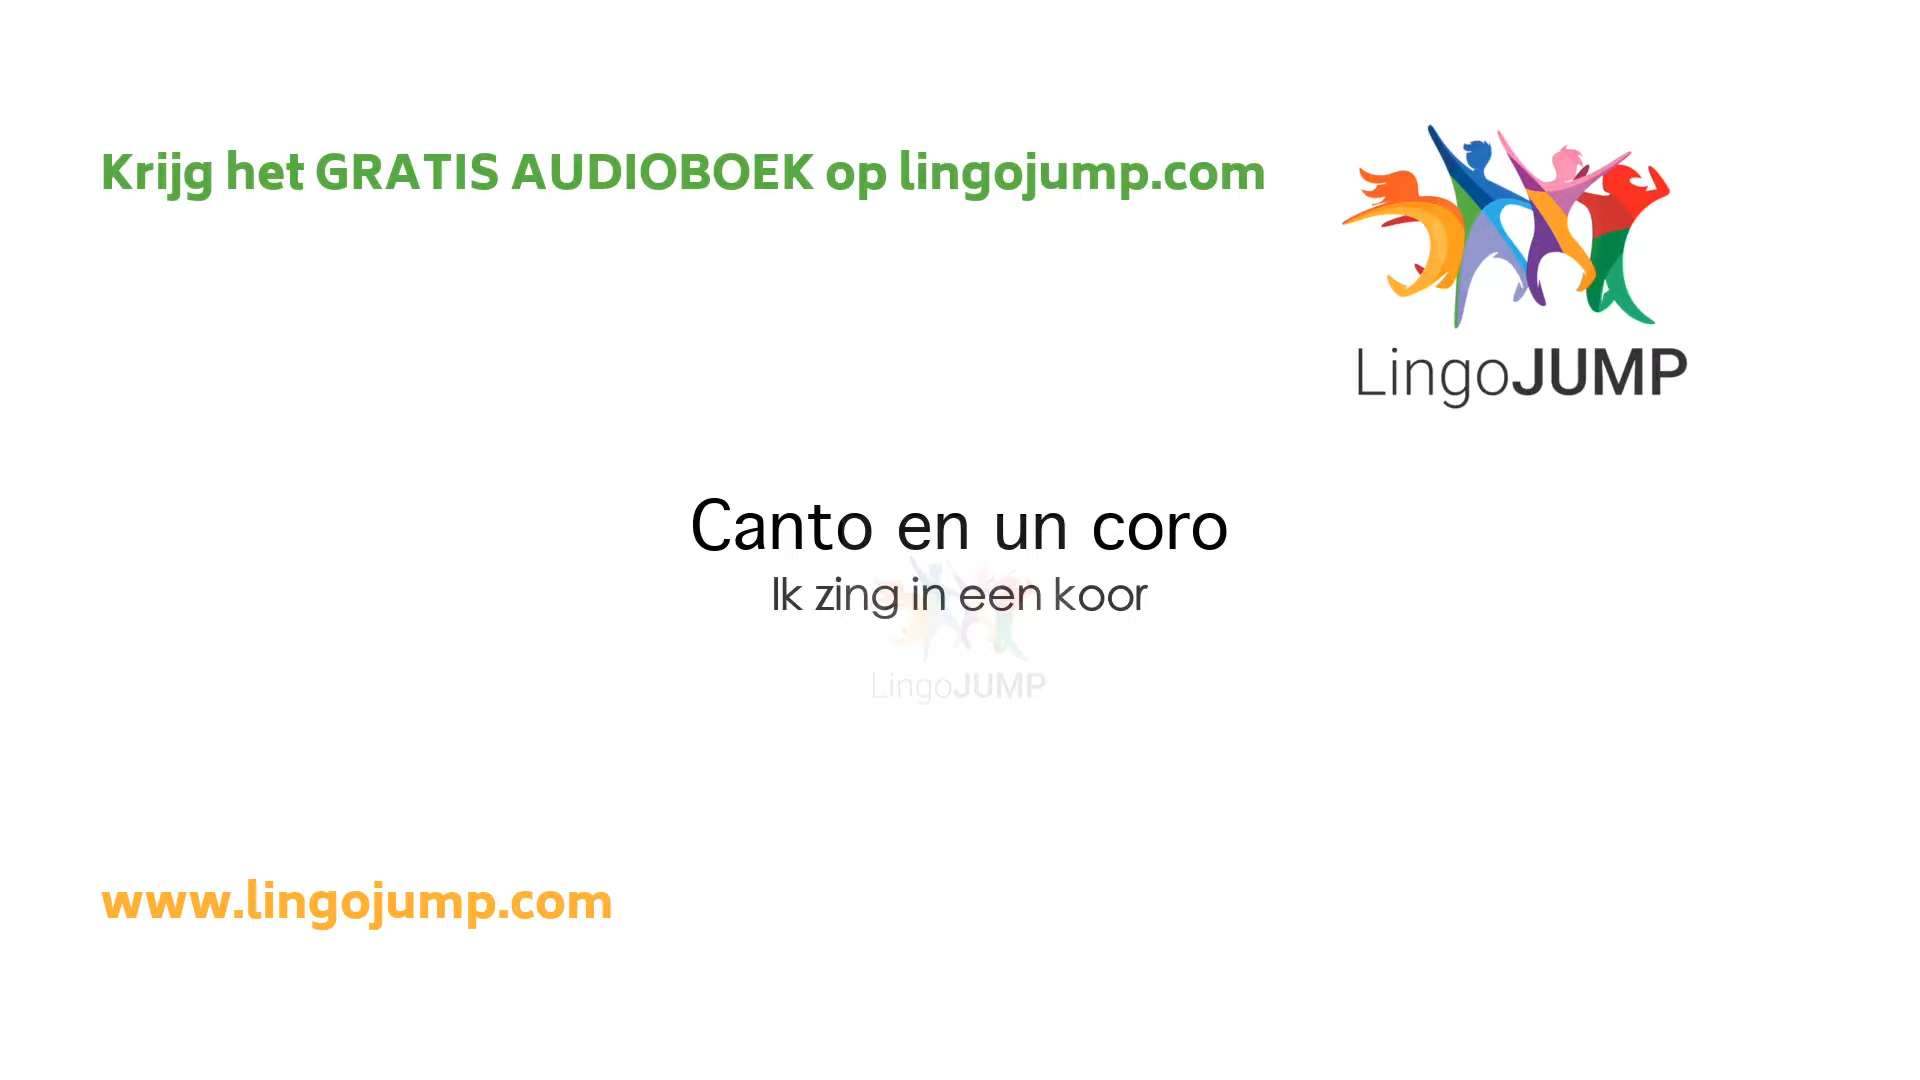 Krijg het GRATIS AUDIOBOEK op lingojump.com
LingoJUMP
Canto en un coro
Ik zing in een koor
LingoJUMP
www.lingojump.com